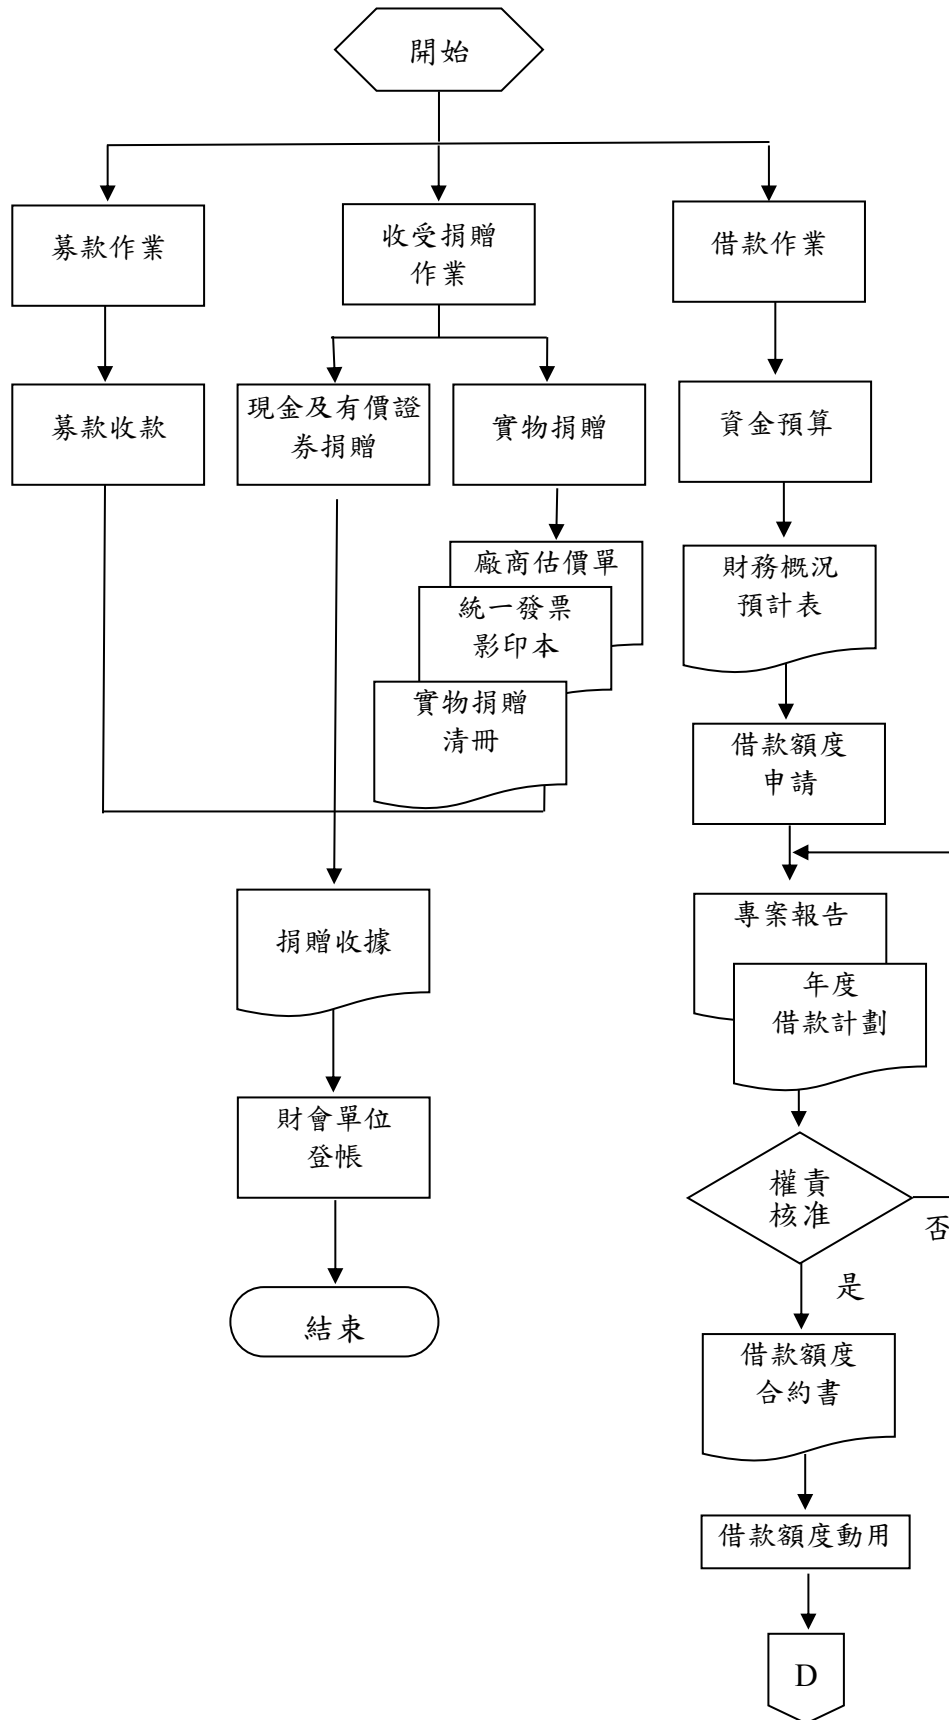 開始
募款作業
收受捐贈
作業
借款作業
募款收款
現金及有價證
券捐贈
實物捐贈
資金預算
廠商估價單
統一發票
影印本
實物捐贈
清冊
財務概況
預計表
借款額度
申請
捐贈收據
專案報告
年度
借款計劃
財會單位
登帳
權責
核准
否
是
結束
借款額度
合約書
借款額度動用
D